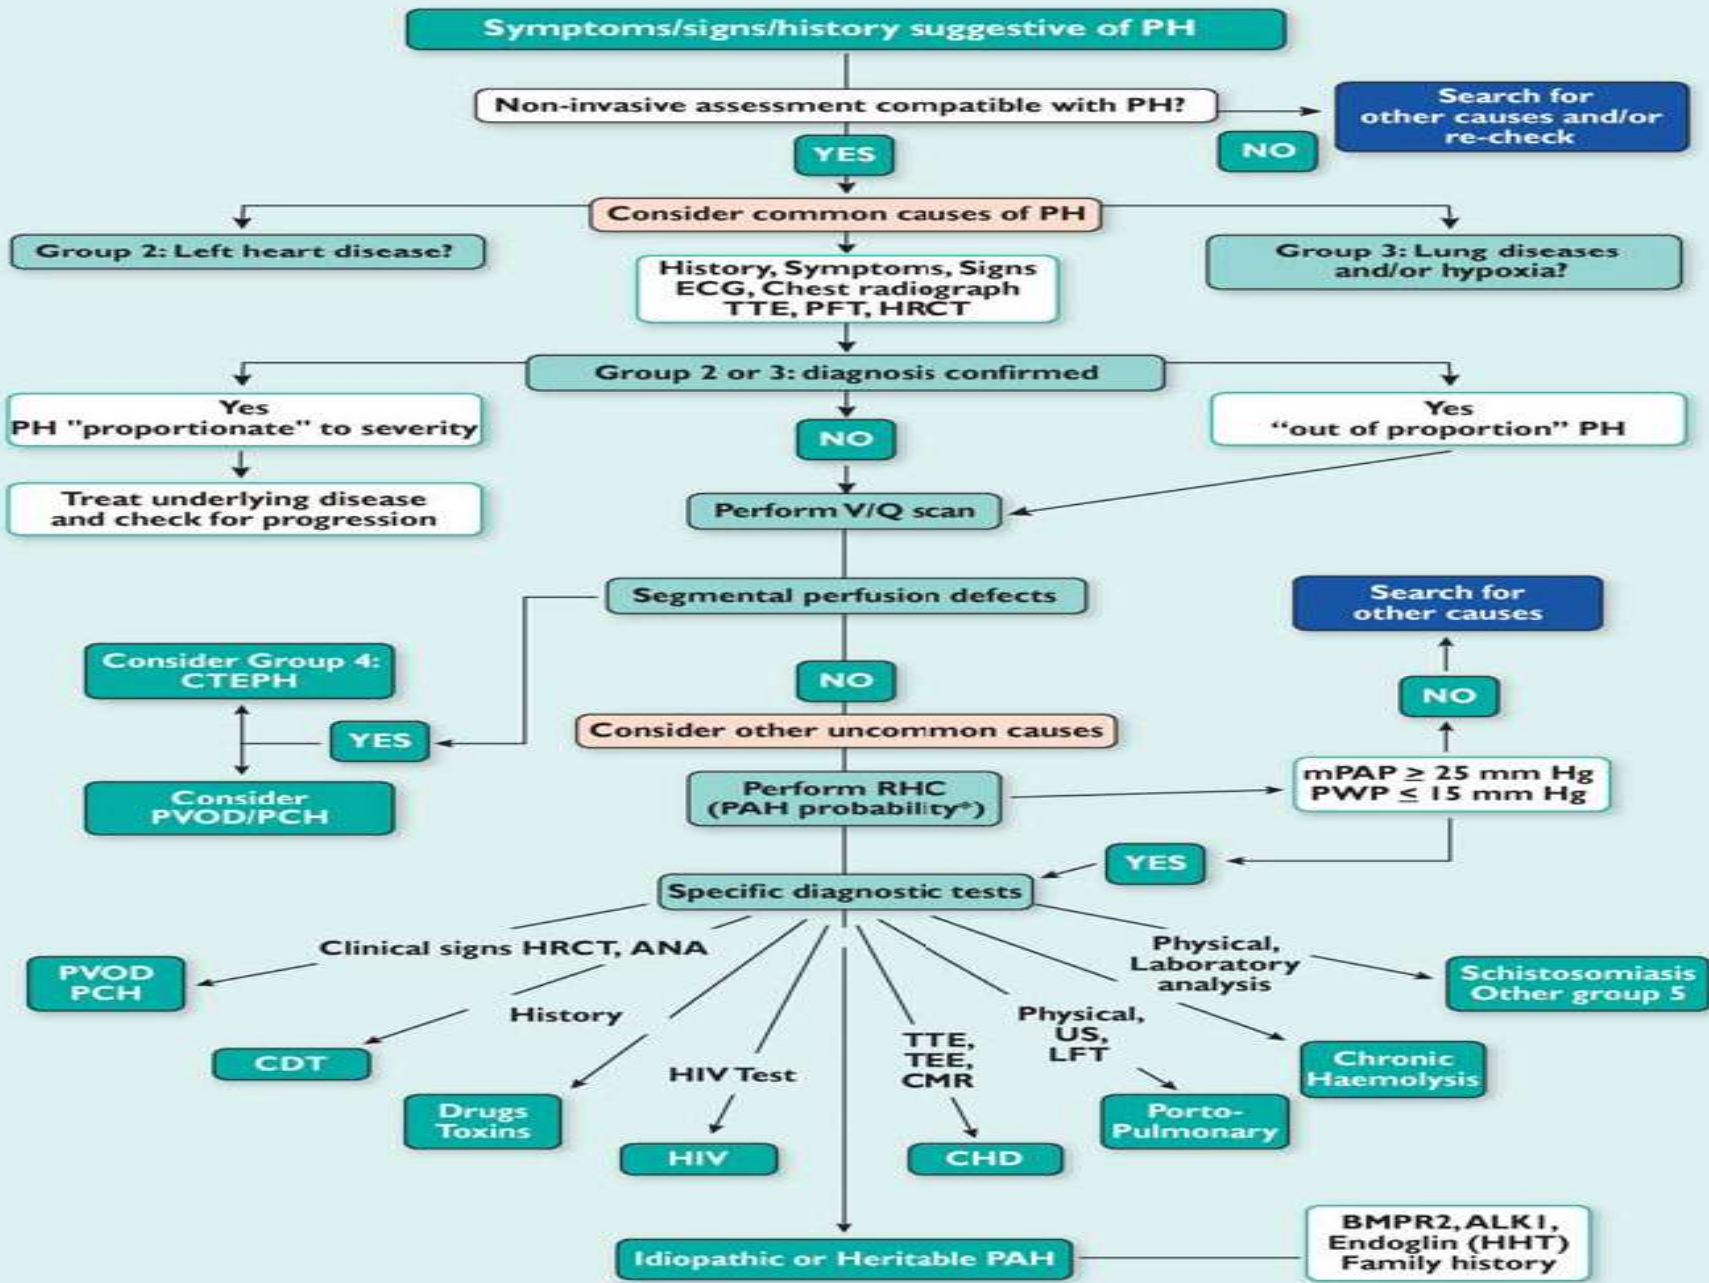 Symptoms/signs/history suggestive of PH
Non-invasive assessment compatible with PH?
Search for
other causes and/or
re-check
YES
NO
Consider common causes of PH
Group 2: Left heart disease?
History, Symptoms, Signs
ECG, Chest radiograph
TTE, PFT, HRCT
Group 3: Lung diseases
and/or hypoxia?
Group 2 or 3: diagnosis confirmed
Yes
PH "proportionate" to severity
NO
Yes
“out of proportion” PH
Treat underlying disease
and check for progression
Perform V/Q scan
Segmental perfusion defects
Search for
other causes
Consider Group 4:
CTEPH
NO
NO
YES
Consider other uncommon causes
Consider
PVOD/PCH
Perform RHC
(PAH probability*)
mPAP ≥ 25 mm Hg
PWP ≤ 15 mm Hg
YES
Specific diagnostic tests
Clinical signs HRCT, ANA
Physical,
Laboratory
analysis
PVOD
PCH
Schistosomiasis
Other group 5
History
Physical,
US,
LFT
TTE,
TEE,
CMR
CDT
HIV Test
Chronic
Haemolysis
Drugs
Toxins
Porto-
Pulmonary
HIV
CHD
Idiopathic or Heritable PAH
BMPR2, ALK1,
Endoglin (HHT)
Family history